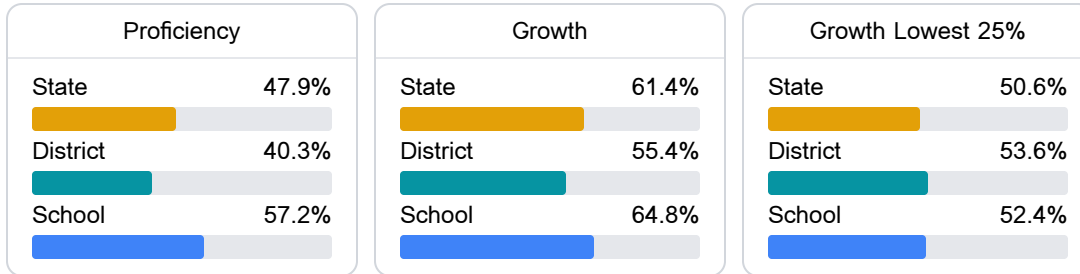 Proficiency
State 47.9%
District 40.3%
School 57.2%
Growth
State 61.4%
District 55.4%
School 64.8%
Growth Lowest 25%
State 50.6%
District 53.6%
School 52.4%